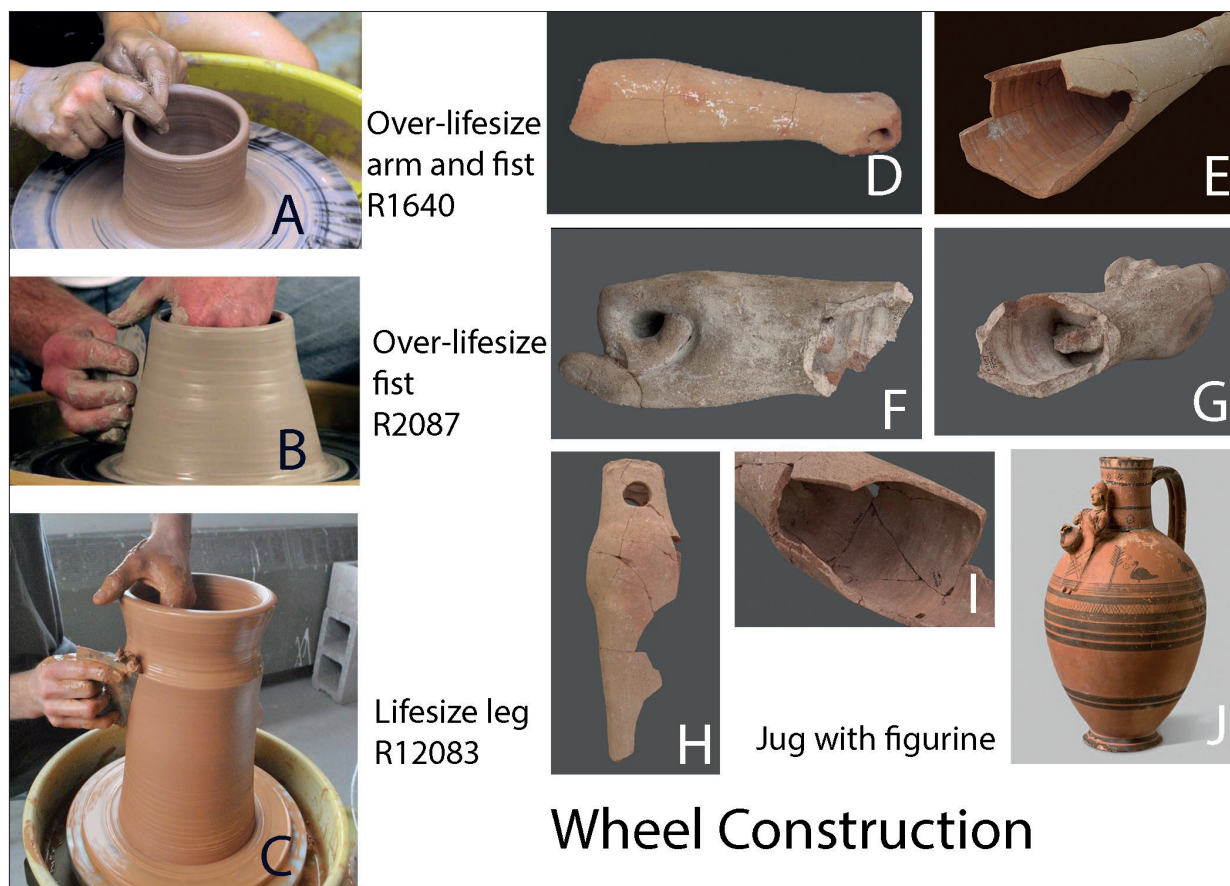 A
Over-lifesize
arm and fist
R1640
D
E
B
Over-lifesize
fist
R2087
F
G
C
Lifesize leg
R12083
H
I
Jug with figurine
J
Wheel Construction